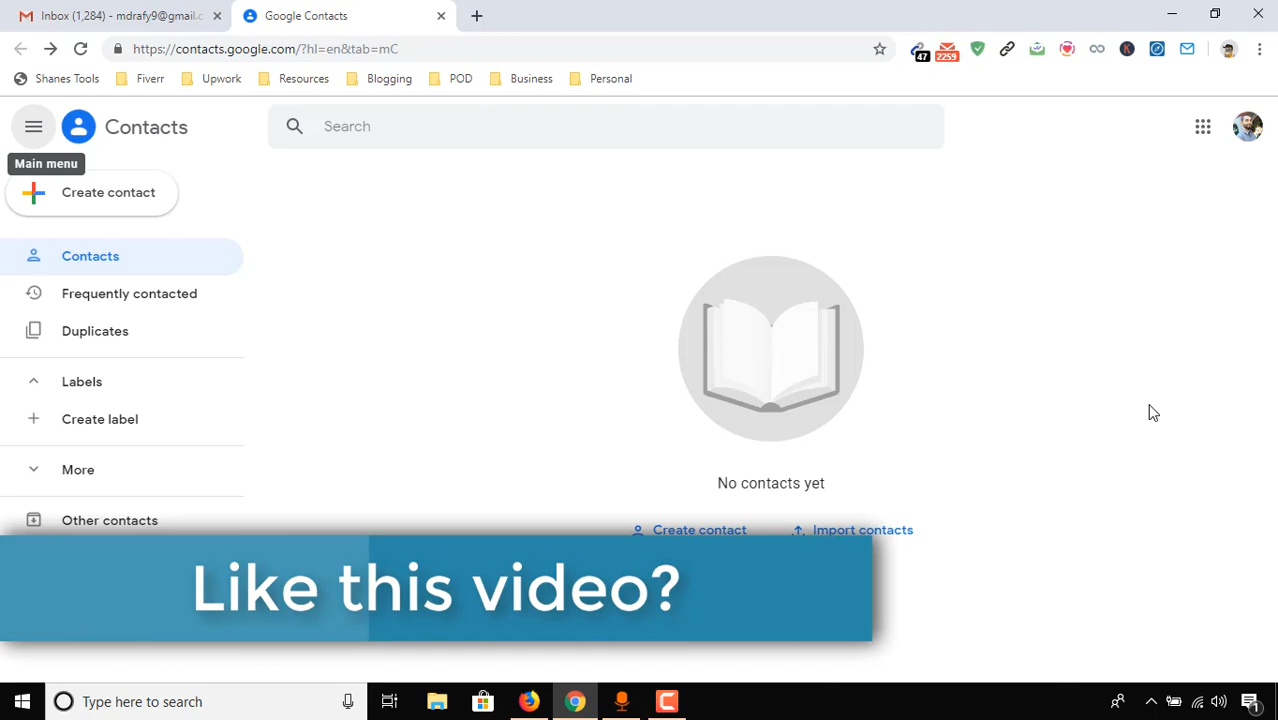 Inbox (1,284) - mdrafy9@gmail.c
Google Contacts
https://contacts.google.com/?hl=en&tab=mC
47
2259
K
Shanes Tools
Fiverr
Upwork
Resources
Blogging
POD
Business
Personal
Contacts
Search
Main menu
Create contact
Contacts
Frequently contacted
Duplicates
Labels
Create label
More
Other contacts
No contacts yet
Create contact
Import contacts
Like this video?
Type here to search
1